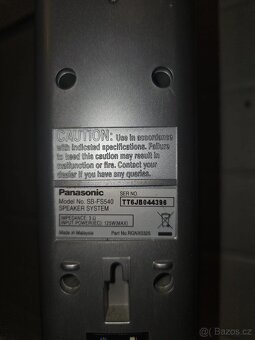 CAUTION: Use in accordance
with indicated specifications. Failure
to heed this caution may result in
malfunction or fire. Contact your
dealer if you have any queries.
Panasonic
Model No. SB-FS540
SPEAKER SYSTEM
SER NO.
TT6JB044396
IMPEDANCE 3 Ω
INPUT POWER(IEC) 125W(MAX)
Made in Malaysia
Part No.
bazos.cz